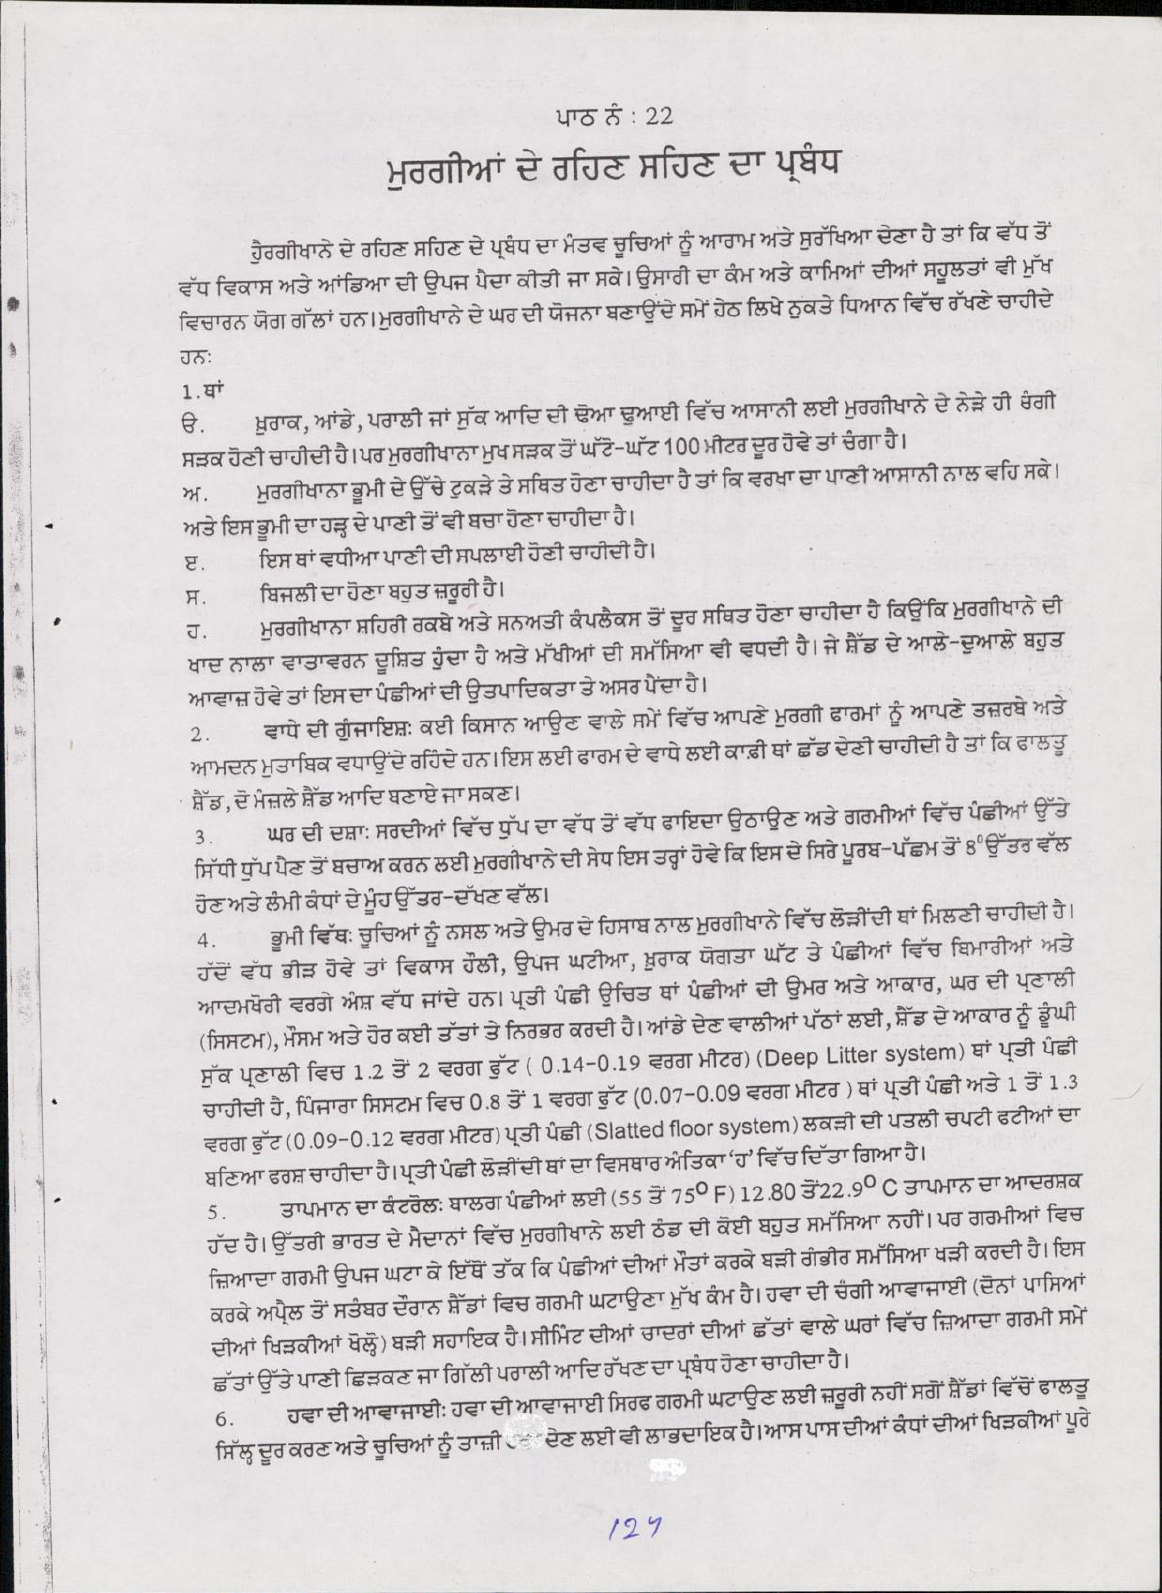 ਪਾਠ ਨੰ : 22
ਮੁਰਗੀਆਂ ਦੇ ਰਹਿਣ ਸਹਿਣ ਦਾ ਪ੍ਰਬੰਧ
ਹੁੈਰਗੀਖਾਨੇ ਦੇ ਰਹਿਣ ਸਹਿਣ ਦੇ ਪ੍ਰਬੰਧ ਦਾ ਮੰਤਵ ਚੂਚਿਆਂ ਨੂੰ ਆਰਾਮ ਅਤੇ ਸੁਰੱਖਿਆ ਦੇਣਾ ਹੈ ਤਾਂ ਕਿ ਵੱਧ ਤੋਂ
ਵੱਧ ਵਿਕਾਸ ਅਤੇ ਆਂਡਿਆ ਦੀ ਉਪਜ ਪੈਦਾ ਕੀਤੀ ਜਾ ਸਕੇ। ਉਸਾਰੀ ਦਾ ਕੰਮ ਅਤੇ ਕਾਮਿਆਂ ਦੀਆਂ ਸਹੂਲਤਾਂ ਵੀ ਮੁੱਖ
ਵਿਚਾਰਨ ਯੋਗ ਗੱਲਾਂ ਹਨ। ਮੁਰਗੀਖਾਨੇ ਦੇ ਘਰ ਦੀ ਯੋਜਨਾ ਬਣਾਉਂਦੇ ਸਮੇਂ ਹੇਠ ਲਿਖੇ ਨੁਕਤੇ ਧਿਆਨ ਵਿੱਚ ਰੱਖਣੇ ਚਾਹੀਦੇ
ਹਨ:
1. ਥਾਂ
ੳ. ਖ਼ੁਰਾਕ, ਆਂਡੇ, ਪਰਾਲੀ ਜਾਂ ਸੁੱਕ ਆਦਿ ਦੀ ਢੋਆ ਢੁਆਈ ਵਿੱਚ ਆਸਾਨੀ ਲਈ ਮੁਰਗੀਖਾਨੇ ਦੇ ਨੇੜੇ ਹੀ ਚੰਗੀ
ਸੜਕ ਹੋਣੀ ਚਾਹੀਦੀ ਹੈ। ਪਰ ਮੁਰਗੀਖਾਨਾ ਮੁਖ ਸੜਕ ਤੋਂ ਘੱਟੋ-ਘੱਟ 100 ਮੀਟਰ ਦੂਰ ਹੋਵੇ ਤਾਂ ਚੰਗਾ ਹੈ।
ਅ. ਮੁਰਗੀਖਾਨਾ ਭੂਮੀ ਦੇ ਉੱਚੇ ਟੁਕੜੇ ਤੇ ਸਥਿਤ ਹੋਣਾ ਚਾਹੀਦਾ ਹੈ ਤਾਂ ਕਿ ਵਰਖਾ ਦਾ ਪਾਣੀ ਆਸਾਨੀ ਨਾਲ ਵਹਿ ਸਕੇ।
ਅਤੇ ਇਸ ਭੂਮੀ ਦਾ ਹੜ੍ਹ ਦੇ ਪਾਣੀ ਤੋਂ ਵੀ ਬਚਾ ਹੋਣਾ ਚਾਹੀਦਾ ਹੈ।
ੲ. ਇਸ ਥਾਂ ਵਧੀਆ ਪਾਣੀ ਦੀ ਸਪਲਾਈ ਹੋਣੀ ਚਾਹੀਦੀ ਹੈ।
ਸ. ਬਿਜਲੀ ਦਾ ਹੋਣਾ ਬਹੁਤ ਜ਼ਰੂਰੀ ਹੈ।
ਹ. ਮੁਰਗੀਖਾਨਾ ਸ਼ਹਿਰੀ ਰਕਬੇ ਅਤੇ ਸਨਅਤੀ ਕੰਪਲੈਕਸ ਤੋਂ ਦੂਰ ਸਥਿਤ ਹੋਣਾ ਚਾਹੀਦਾ ਹੈ ਕਿਉਂਕਿ ਮੁਰਗੀਖਾਨੇ ਦੀ
ਖਾਦ ਨਾਲਾ ਵਾਤਾਵਰਨ ਦੂਸ਼ਿਤ ਹੁੰਦਾ ਹੈ ਅਤੇ ਮੱਖੀਆਂ ਦੀ ਸਮੱਸਿਆ ਵੀ ਵਧਦੀ ਹੈ। ਜੇ ਸ਼ੈੱਡ ਦੇ ਆਲੇ-ਦੁਆਲੇ ਬਹੁਤ
ਆਵਾਜ਼ ਹੋਵੇ ਤਾਂ ਇਸ ਦਾ ਪੰਛੀਆਂ ਦੀ ਉਤਪਾਦਿਕਤਾ ਤੇ ਅਸਰ ਪੈਂਦਾ ਹੈ।
2. ਵਾਧੇ ਦੀ ਗੁੰਜਾਇਸ਼: ਕਈ ਕਿਸਾਨ ਆਉਣ ਵਾਲੇ ਸਮੇਂ ਵਿੱਚ ਆਪਣੇ ਮੁਰਗੀ ਫਾਰਮਾਂ ਨੂੰ ਆਪਣੇ ਤਜ਼ਰਬੇ ਅਤੇ
ਆਮਦਨ ਮੁਤਾਬਿਕ ਵਧਾਉਂਦੇ ਰਹਿੰਦੇ ਹਨ। ਇਸ ਲਈ ਫਾਰਮ ਦੇ ਵਾਧੇ ਲਈ ਕਾਫ਼ੀ ਥਾਂ ਛੱਡ ਦੇਣੀ ਚਾਹੀਦੀ ਹੈ ਤਾਂ ਕਿ ਫਾਲਤੂ
ਸ਼ੈੱਡ, ਦੋ ਮੰਜ਼ਲੇ ਸ਼ੈੱਡ ਆਦਿ ਬਣਾਏ ਜਾ ਸਕਣ।
3. ਘਰ ਦੀ ਦਸ਼ਾ: ਸਰਦੀਆਂ ਵਿੱਚ ਧੁੱਪ ਦਾ ਵੱਧ ਤੋਂ ਵੱਧ ਫਾਇਦਾ ਉਠਾਉਣ ਅਤੇ ਗਰਮੀਆਂ ਵਿੱਚ ਪੰਛੀਆਂ ਉੱਤੇ
ਸਿੱਧੀ ਧੁੱਪ ਪੈਣ ਤੋਂ ਬਚਾਅ ਕਰਨ ਲਈ ਮੁਰਗੀਖਾਨੇ ਦੀ ਸੇਧ ਇਸ ਤਰ੍ਹਾਂ ਹੋਵੇ ਕਿ ਇਸ ਦੇ ਸਿਰੇ ਪੂਰਬ-ਪੱਛਮ ਤੋਂ 8⁰ ਉੱਤਰ ਵੱਲ
ਹੋਣ ਅਤੇ ਲੰਮੀ ਕੰਧਾਂ ਦੇ ਮੂੰਹ ਉੱਤਰ-ਦੱਖਣ ਵੱਲ।
4. ਭੂਮੀ ਵਿੱਥ: ਚੂਚਿਆਂ ਨੂੰ ਨਸਲ ਅਤੇ ਉਮਰ ਦੇ ਹਿਸਾਬ ਨਾਲ ਮੁਰਗੀਖਾਨੇ ਵਿੱਚ ਲੋੜੀਂਦੀ ਥਾਂ ਮਿਲਣੀ ਚਾਹੀਦੀ ਹੈ।
ਹੱਦੋਂ ਵੱਧ ਭੀੜ ਹੋਵੇ ਤਾਂ ਵਿਕਾਸ ਹੌਲੀ, ਉਪਜ ਘਟੀਆ, ਖ਼ੁਰਾਕ ਯੋਗਤਾ ਘੱਟ ਤੇ ਪੰਛੀਆਂ ਵਿੱਚ ਬਿਮਾਰੀਆਂ ਅਤੇ
ਆਦਮਖੋਰੀ ਵਰਗੇ ਅੰਸ਼ ਵੱਧ ਜਾਂਦੇ ਹਨ। ਪ੍ਰਤੀ ਪੰਛੀ ਉਚਿਤ ਥਾਂ ਪੰਛੀਆਂ ਦੀ ਉਮਰ ਅਤੇ ਆਕਾਰ, ਘਰ ਦੀ ਪ੍ਰਣਾਲੀ
(ਸਿਸਟਮ), ਮੌਸਮ ਅਤੇ ਹੋਰ ਕਈ ਤੱਤਾਂ ਤੇ ਨਿਰਭਰ ਕਰਦੀ ਹੈ। ਆਂਡੇ ਦੇਣ ਵਾਲੀਆਂ ਪੱਠਾਂ ਲਈ, ਸ਼ੈੱਡ ਦੇ ਆਕਾਰ ਨੂੰ ਡੂੰਘੀ
ਸੁੱਕ ਪ੍ਰਣਾਲੀ ਵਿਚ 1.2 ਤੋਂ 2 ਵਰਗ ਫੁੱਟ ( 0.14-0.19 ਵਰਗ ਮੀਟਰ) (Deep Litter system) ਥਾਂ ਪ੍ਰਤੀ ਪੰਛੀ
ਚਾਹੀਦੀ ਹੈ, ਪਿੰਜਾਰਾ ਸਿਸਟਮ ਵਿਚ 0.8 ਤੋਂ 1 ਵਰਗ ਫੁੱਟ (0.07-0.09 ਵਰਗ ਮੀਟਰ ) ਥਾਂ ਪ੍ਰਤੀ ਪੰਛੀ ਅਤੇ 1 ਤੋਂ 1.3
ਵਰਗ ਫੁੱਟ (0.09-0.12 ਵਰਗ ਮੀਟਰ) ਪ੍ਰਤੀ ਪੰਛੀ (Slatted floor system) ਲਕੜੀ ਦੀ ਪਤਲੀ ਚਪਟੀ ਫਟੀਆਂ ਦਾ
ਬਣਿਆ ਫਰਸ਼ ਚਾਹੀਦਾ ਹੈ। ਪ੍ਰਤੀ ਪੰਛੀ ਲੋੜੀਂਦੀ ਥਾਂ ਦਾ ਵਿਸਥਾਰ ਅੰਤਿਕਾ ‘ਹ’ ਵਿੱਚ ਦਿੱਤਾ ਗਿਆ ਹੈ।
5. ਤਾਪਮਾਨ ਦਾ ਕੰਟਰੋਲ: ਬਾਲਗ ਪੰਛੀਆਂ ਲਈ (55 ਤੋਂ 75⁰ F) 12.80 ਤੋਂ 22.9⁰ C ਤਾਪਮਾਨ ਦਾ ਆਦਰਸ਼ਕ
ਹੱਦ ਹੈ। ਉੱਤਰੀ ਭਾਰਤ ਦੇ ਮੈਦਾਨਾਂ ਵਿੱਚ ਮੁਰਗੀਖਾਨੇ ਲਈ ਠੰਡ ਦੀ ਕੋਈ ਬਹੁਤ ਸਮੱਸਿਆ ਨਹੀਂ। ਪਰ ਗਰਮੀਆਂ ਵਿਚ
ਜ਼ਿਆਦਾ ਗਰਮੀ ਉਪਜ ਘਟਾ ਕੇ ਇੱਥੋਂ ਤੱਕ ਕਿ ਪੰਛੀਆਂ ਦੀਆਂ ਮੌਤਾਂ ਕਰਕੇ ਬੜੀ ਗੰਭੀਰ ਸਮੱਸਿਆ ਖੜੀ ਕਰਦੀ ਹੈ। ਇਸ
ਕਰਕੇ ਅਪ੍ਰੈਲ ਤੋਂ ਸਤੰਬਰ ਦੌਰਾਨ ਸ਼ੈੱਡਾਂ ਵਿਚ ਗਰਮੀ ਘਟਾਉਣਾ ਮੁੱਖ ਕੰਮ ਹੈ। ਹਵਾ ਦੀ ਚੰਗੀ ਆਵਾਜਾਈ (ਦੋਨਾਂ ਪਾਸਿਆਂ
ਦੀਆਂ ਖਿੜਕੀਆਂ ਖੋਲ੍ਹੋ) ਬੜੀ ਸਹਾਇਕ ਹੈ। ਸੀਮਿੰਟ ਦੀਆਂ ਚਾਦਰਾਂ ਦੀਆਂ ਛੱਤਾਂ ਵਾਲੇ ਘਰਾਂ ਵਿੱਚ ਜ਼ਿਆਦਾ ਗਰਮੀ ਸਮੇਂ
ਛੱਤਾਂ ਉੱਤੇ ਪਾਣੀ ਛਿੜਕਣ ਜਾ ਗਿੱਲੀ ਪਰਾਲੀ ਆਦਿ ਰੱਖਣ ਦਾ ਪ੍ਰਬੰਧ ਹੋਣਾ ਚਾਹੀਦਾ ਹੈ।
6. ਹਵਾ ਦੀ ਆਵਾਜਾਈ: ਹਵਾ ਦੀ ਆਵਾਜਾਈ ਸਿਰਫ ਗਰਮੀ ਘਟਾਉਣ ਲਈ ਜ਼ਰੂਰੀ ਨਹੀਂ ਸਗੋਂ ਸ਼ੈੱਡਾਂ ਵਿੱਚੋਂ ਫਾਲਤੂ
ਸਿੱਲ੍ਹ ਦੂਰ ਕਰਣ ਅਤੇ ਚੂਚਿਆਂ ਨੂੰ ਤਾਜ਼ੀ ਦੇਣ ਲਈ ਵੀ ਲਾਭਦਾਇਕ ਹੈ। ਆਸ ਪਾਸ ਦੀਆਂ ਕੰਧਾਂ ਦੀਆਂ ਖਿੜਕੀਆਂ ਪੂਰੇ